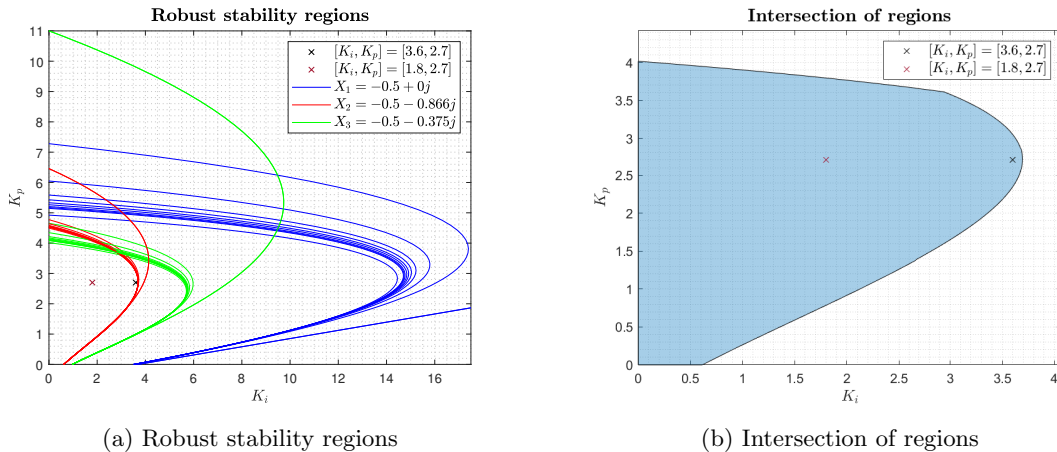 Robust stability regions
11
10
9
8
7
6
5
4
3
2
1
0
K_p
[K_i, K_p] = [3.6, 2.7]
[K_i, K_p] = [1.8, 2.7]
X_1 = −0.5 + 0j
X_2 = −0.5 − 0.866j
X_3 = −0.5 − 0.375j
0 2 4 6 8 10 12 14 16
K_i
(a) Robust stability regions
Intersection of regions
4
3.5
3
2.5
2
1.5
1
0.5
0
K_p
[K_i, K_p] = [3.6, 2.7]
[K_i, K_p] = [1.8, 2.7]
0 0.5 1 1.5 2 2.5 3 3.5 4
K_i
(b) Intersection of regions